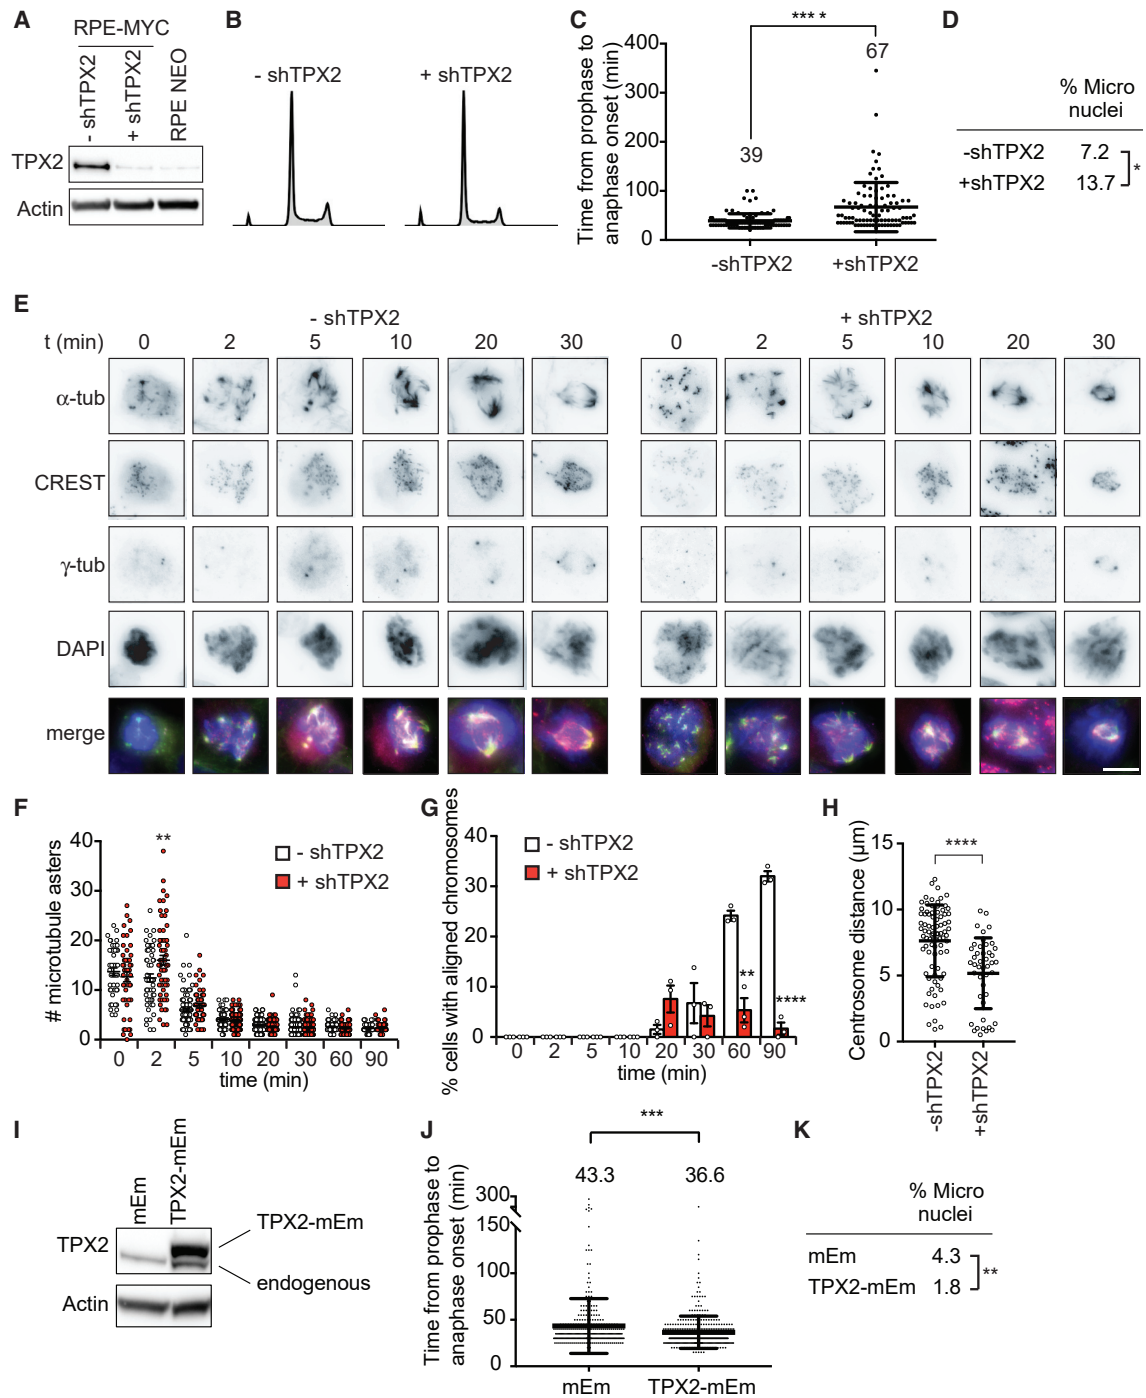 A
RPE-MYC
- shTPX2
+ shTPX2
RPE NEO
TPX2
Actin
B
- shTPX2
+ shTPX2
C
Time from prophase to
anaphase onset (min)
400
300
200
100
0
****
39
67
-shTPX2
+shTPX2
D
% Micro
nuclei
-shTPX2 7.2
+shTPX2 13.7
*
E
- shTPX2
+ shTPX2
t (min) 0 2 5 10 20 30 0 2 5 10 20 30
α-tub
CREST
γ-tub
DAPI
merge
F
# microtubule asters
40
30
20
10
0
**
- shTPX2
+ shTPX2
0 2 5 10 20 30 60 90
time (min)
G
% cells with aligned chromosomes
40
30
20
10
0
- shTPX2
+ shTPX2
**
****
0 2 5 10 20 30 60 90
time (min)
H
Centrosome distance (μm)
15
10
5
0
****
-shTPX2
+shTPX2
I
mEm
TPX2-mEm
TPX2
Actin
TPX2-mEm
endogenous
J
Time from prophase to
anaphase onset (min)
300
150
100
50
0
***
43.3
36.6
mEm
TPX2-mEm
K
% Micro
nuclei
mEm 4.3
TPX2-mEm 1.8
**